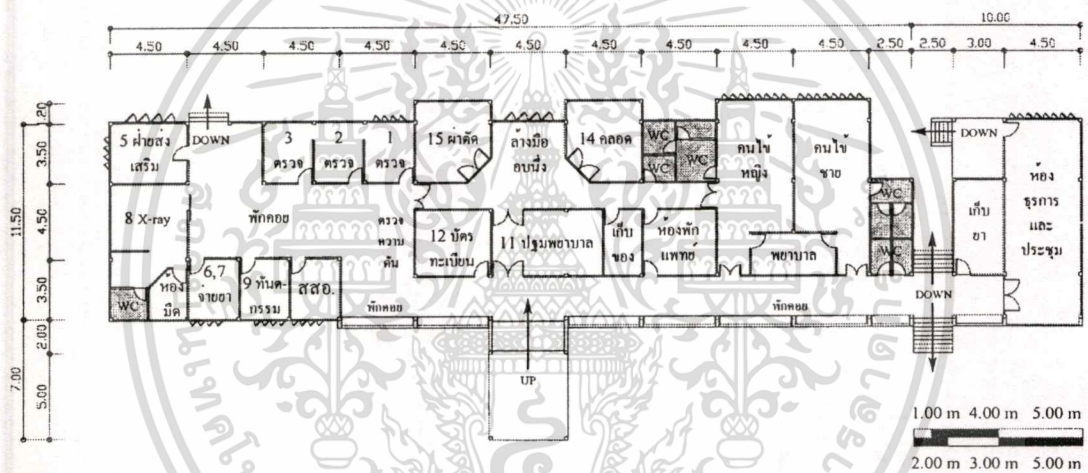 47.50 10.00
4.50 4.50 4.50 4.50 4.50 4.50 4.50 4.50 4.50 4.50 2.50 2.50 3.00 4.50
1.20
3.50
4.50
3.50
2.00
5.00
11.50
7.00
5 ฝ่ายส่ง
เสริม
DOWN
3
ตรวจ
2
ตรวจ
1
ตรวจ
15 ผ่าตัด
ล้างมือ
อบนึ่ง
14 คลอด
WC
WC
WC
คนไข้
หญิง
คนไข้
ชาย
DOWN
ห้อง
ธุรการ
และ
ประชุม
8 X-ray
พักคอย
ตรวจ
ความ
ดัน
12 บัตร
ทะเบียน
11 ปฐมพยาบาล
เก็บ
ของ
ห้องพัก
แพทย์
พยาบาล
WC
WC
เก็บ
ยา
WC
ห้อง
มืด
6,7
จ่ายยา
9 ทันต-
กรรม
สสอ.
พักคอย
พักคอย
DOWN
UP
1.00 m 4.00 m 5.00 m
2.00 m 3.00 m 5.00 m